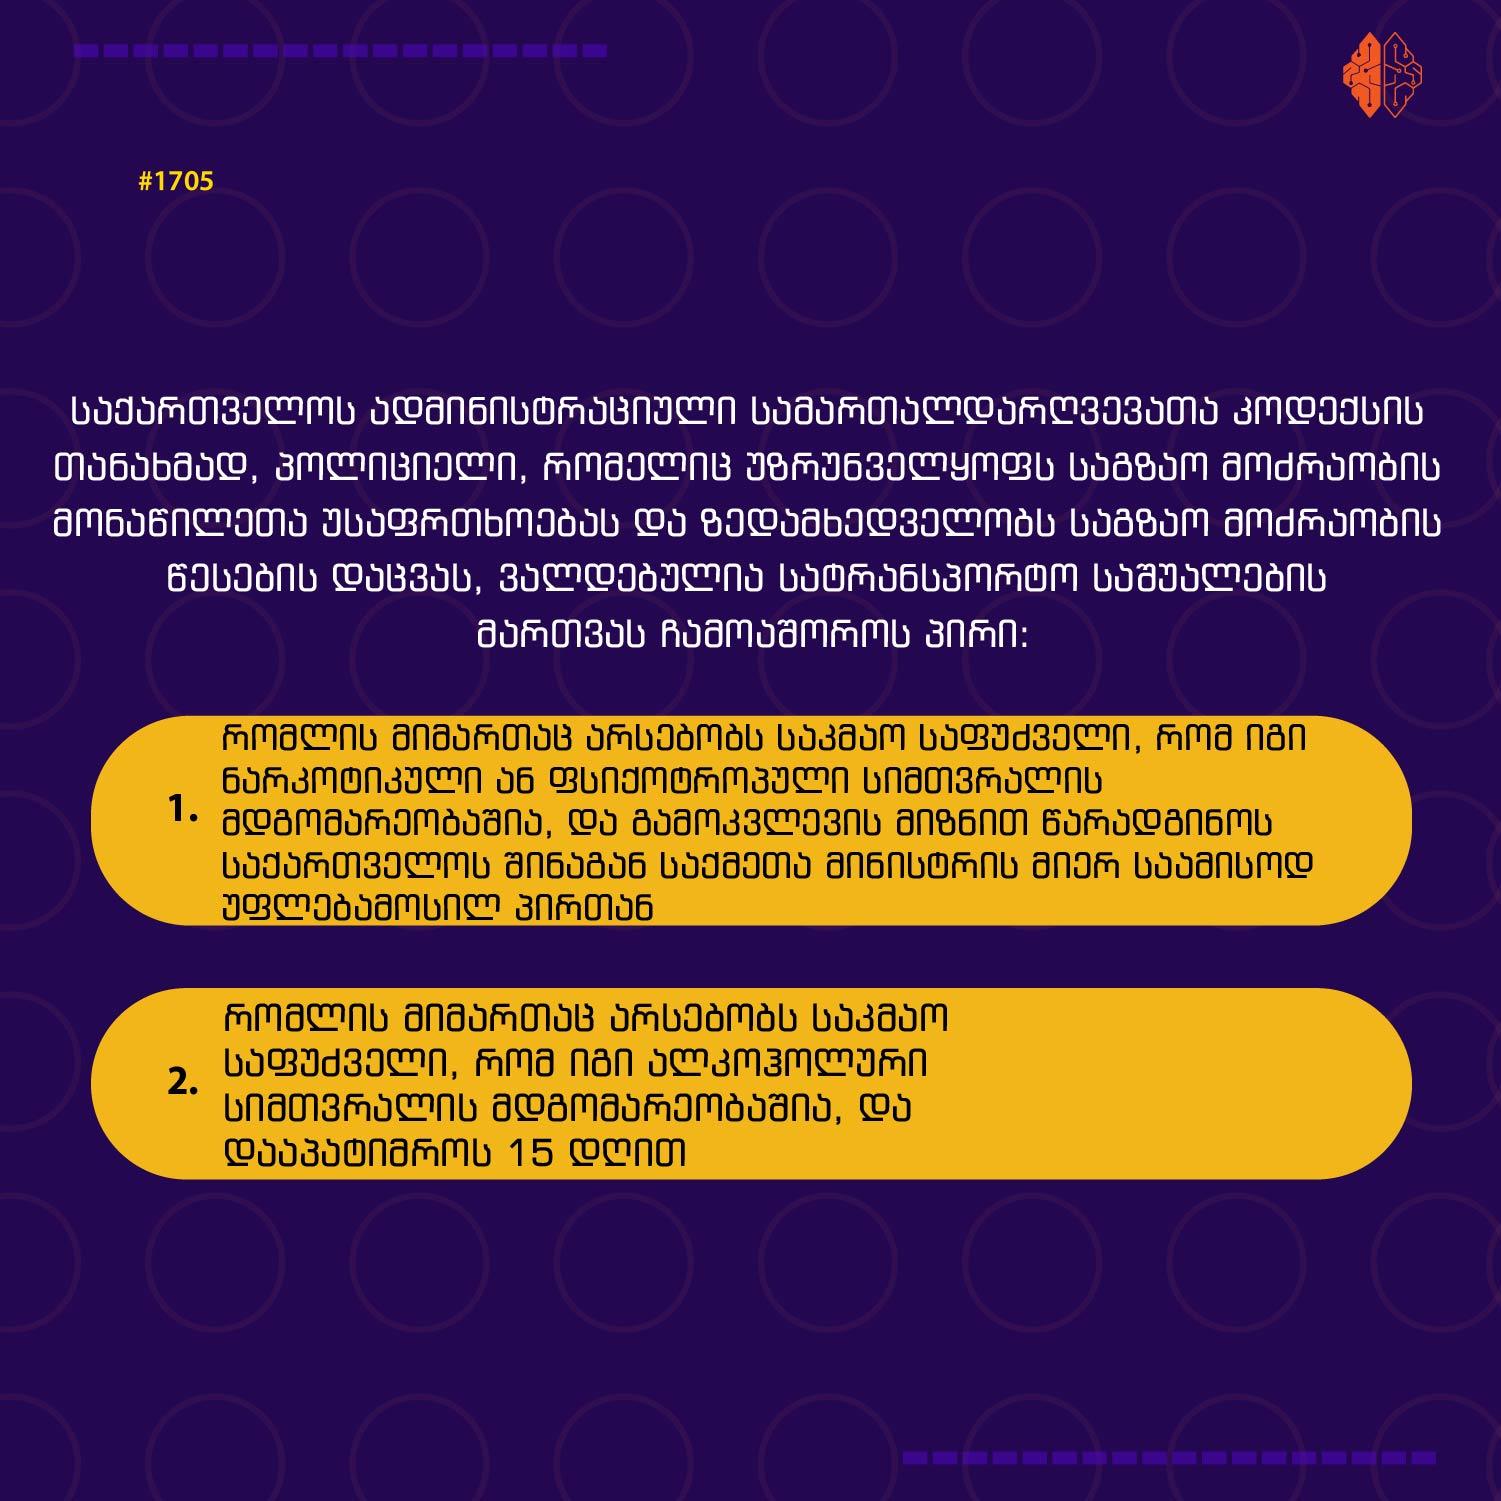 #1705
საქართველოს ადმინისტრაციული სამართალდარღვევათა კოდექსის
თანახმად, პოლიციელი, რომელიც უზრუნველყოფს საგზაო მოძრაობის
მონაწილეთა უსაფრთხოებას და ზედამხედველობს საგზაო მოძრაობის
წესების დაცვას, ვალდებულია სატრანსპორტო საშუალების
მართვას ჩამოაშოროს პირი:
რომლის მიმართაც არსებობს საკმაო საფუძველი, რომ იგი
ნარკოტიკული ან ფსიქოტროპული სიმთვრალის
1. მდგომარეობაშია, და გამოკვლევის მიზნით წარადგინოს
საქართველოს შინაგან საქმეთა მინისტრის მიერ საამისოდ
უფლებამოსილ პირთან
რომლის მიმართაც არსებობს საკმაო
საფუძველი, რომ იგი ალკოჰოლური
2. სიმთვრალის მდგომარეობაშია, და
დააპატიმროს 15 დღით